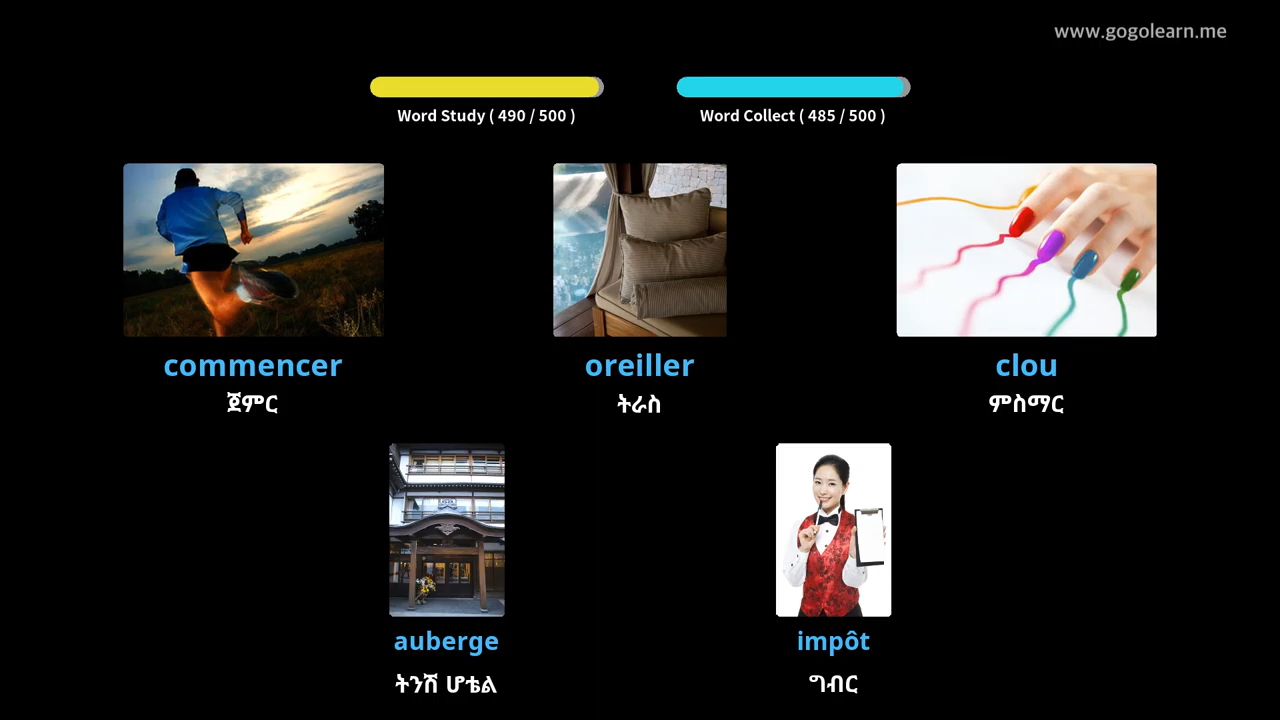 www.gogolearn.me
Word Study ( 490 / 500 )
Word Collect ( 485 / 500 )
commencer
ጀምር
oreiller
ትራስ
clou
ምስማር
auberge
ትንሽ ሆቴል
impôt
ግብር